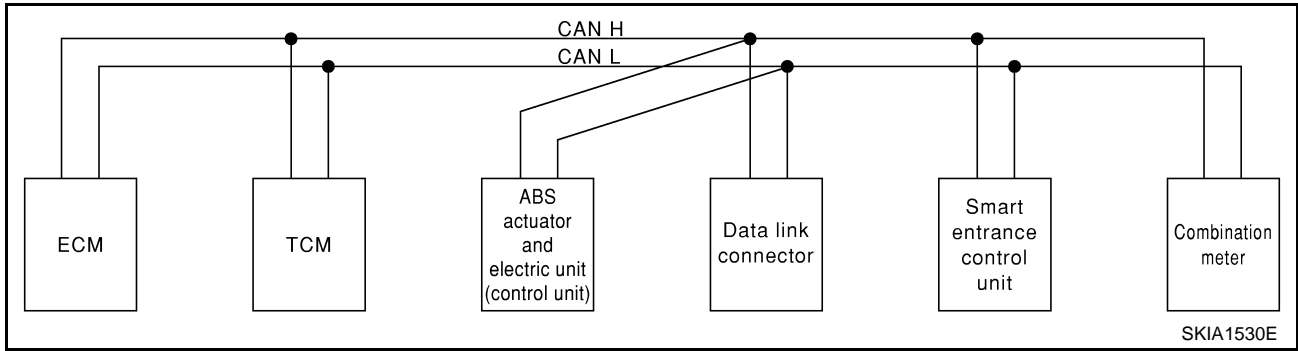 CAN H
CAN L
ECM
TCM
ABS
actuator
and
electric unit
(control unit)
Data link
connector
Smart
entrance
control
unit
Combination
meter
SKIA1530E